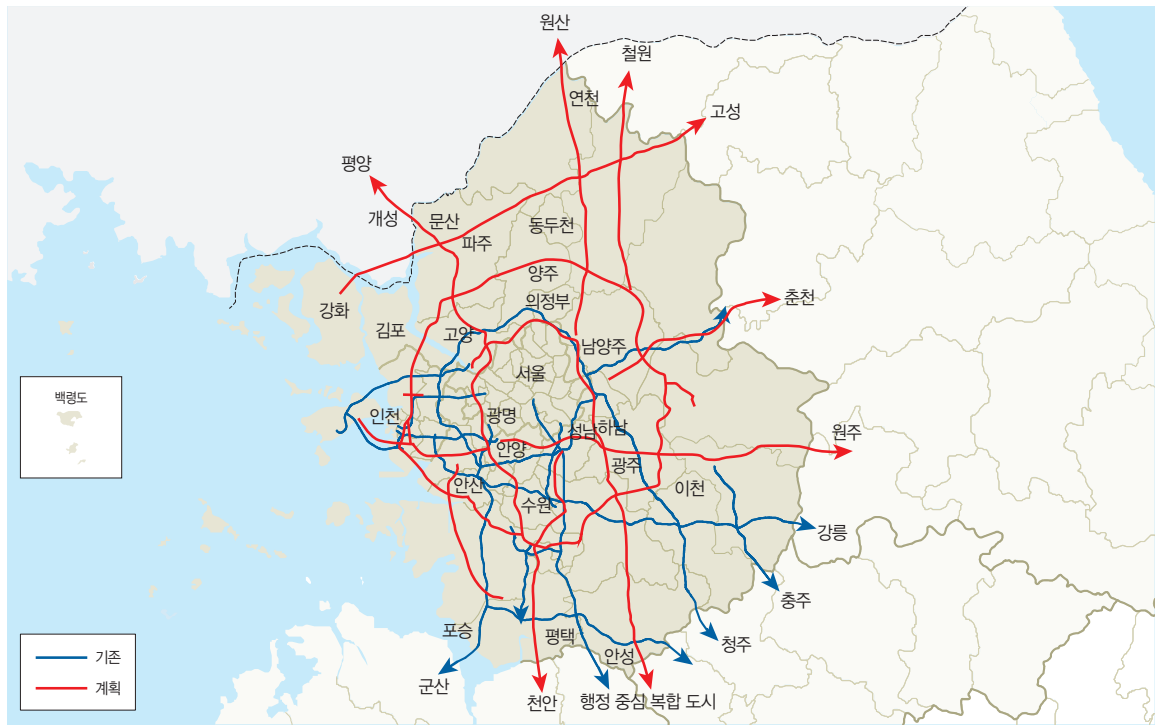 원산
철원
연천
고성
평양
개성
문산
동두천
파주
양주
강화
의정부
춘천
김포
고양
남양주
서울
백령도
인천
광명
성남
하남
원주
안양
광주
안산
이천
수원
강릉
충주
포승
평택
청주
안성
기존
계획
군산
천안
행정 중심 복합 도시